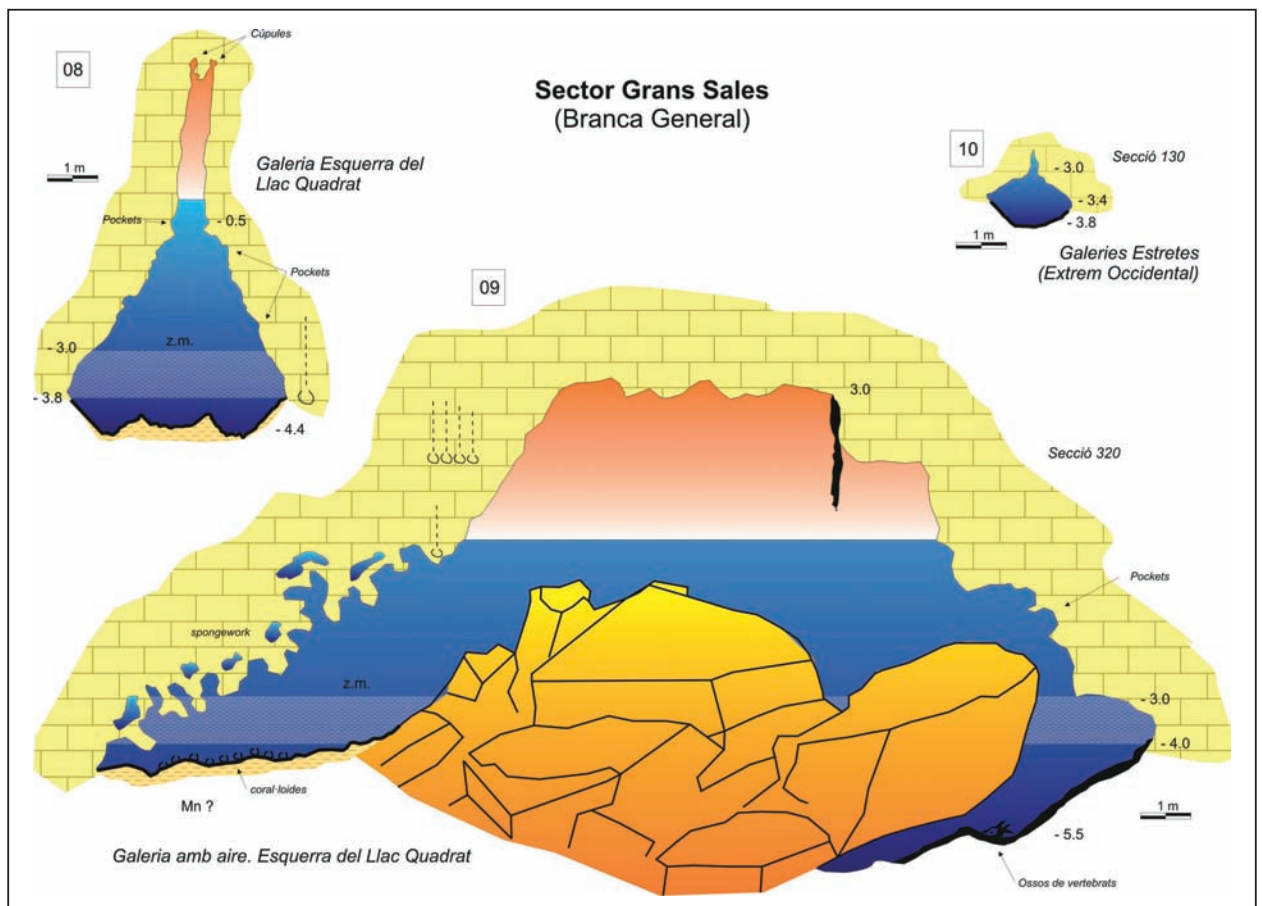 Sector Grans Sales
(Branca General)
08
Cúpules
1 m
Galeria Esquerra del
Llac Quadrat
Pockets
- 0.5
Pockets
z.m.
- 3.0
- 3.8
- 4.4
10
Secció 130
- 3.0
- 3.4
- 3.8
1 m
Galeries Estretes
(Extrem Occidental)
09
3.0
Secció 320
Pockets
spongework
z.m.
- 3.0
- 4.0
coral·loides
Mn ?
1 m
- 5.5
Galeria amb aire. Esquerra del Llac Quadrat
Ossos de vertebrats